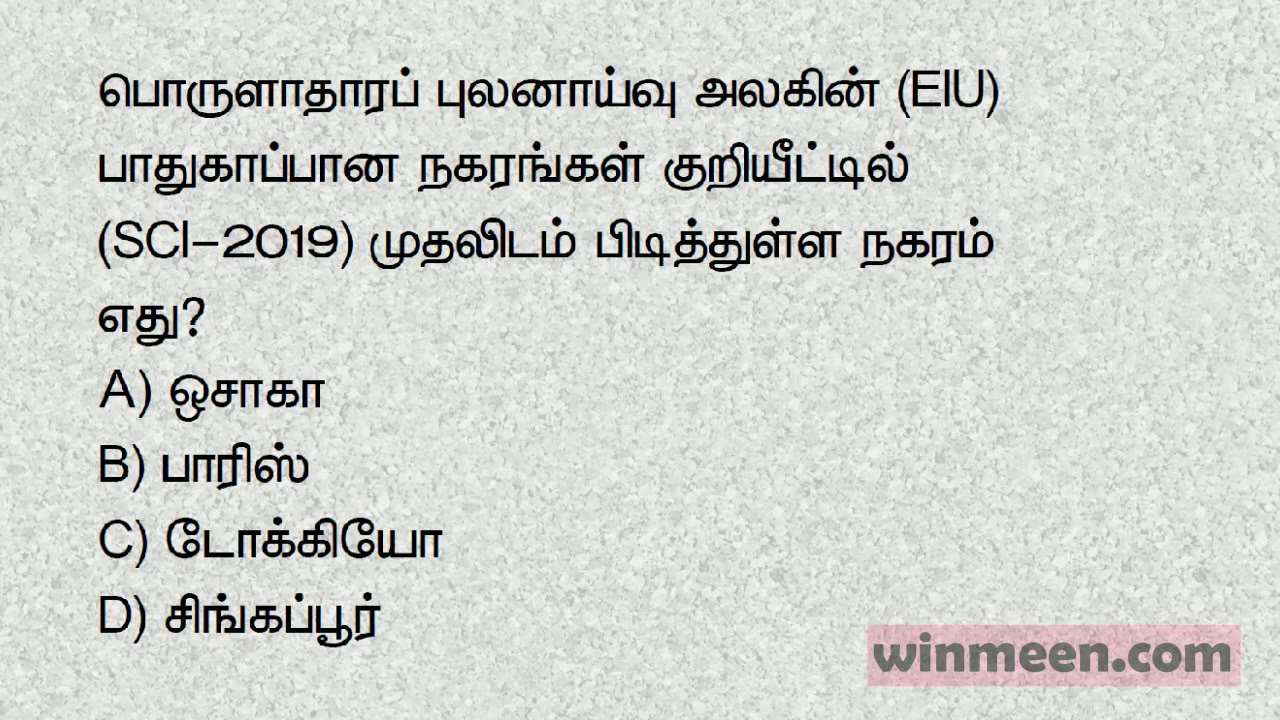 பொருளாதாரப் புலனாய்வு அலகின் (EIU)
பாதுகாப்பான நகரங்கள் குறியீட்டில்
(SCI-2019) முதலிடம் பிடித்துள்ள நகரம்
எது?
A) ஒசாகா
B) பாரிஸ்
C) டோக்கியோ
D) சிங்கப்பூர்
winmeen.com